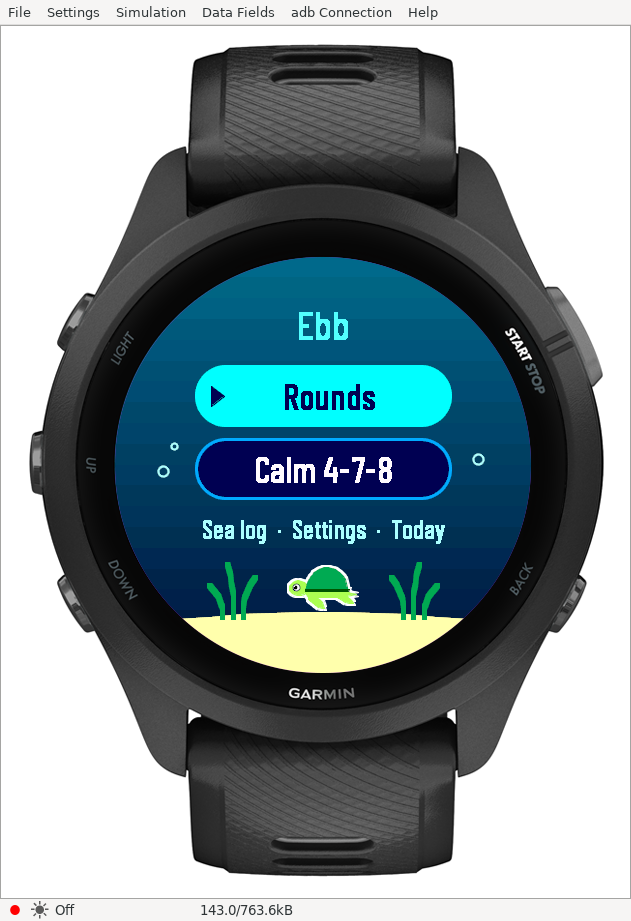 File Settings Simulation Data Fields adb Connection Help
START STOP
LIGHT
Ebb
Rounds
UP
Calm 4-7-8
Sea log · Settings · Today
DOWN
BACK
GARMIN
Off 143.0/763.6kB